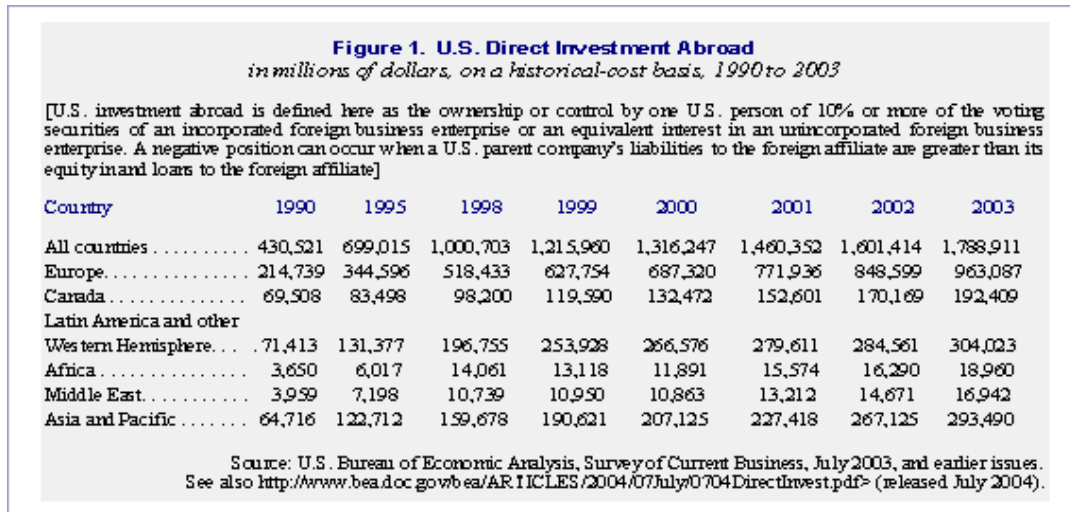 Figure 1. U.S. Direct Investment Abroad
in millions of dollars, on a historical-cost basis, 1990 to 2003
[U.S. investment abroad is defined here as the ownership or control by one U.S. person of 10% or more of the voting
securities of an incorporated foreign business enterprise or an equivalent interest in an unincorporated foreign business
enterprise. A negative position can occur when a U.S. parent company's liabilities to the foreign affiliate are greater than its
equity in and loans to the foreign affiliate]
Country 1990 1995 1998 1999 2000 2001 2002 2003
All countries . . . . . . . . . . 430,521 699,015 1,000,703 1,215,960 1,316,247 1,460,352 1,601,414 1,788,911
Europe. . . . . . . . . . . . . . 214,739 344,596 518,433 627,754 687,320 771,936 848,599 963,087
Canada . . . . . . . . . . . . . . 69,508 83,498 98,200 119,590 132,472 152,601 170,169 192,409
Latin America and other
Western Hemisphere. . . . 71,413 131,377 196,755 253,928 266,576 279,611 284,561 304,023
Africa . . . . . . . . . . . . . . . 3,650 6,017 14,061 13,118 11,891 15,574 16,290 18,960
Middle East. . . . . . . . . . . 3,959 7,198 10,739 10,950 10,863 13,212 14,671 16,942
Asia and Pacific . . . . . . . 64,716 122,712 159,678 190,621 207,125 227,418 267,125 293,490
Source: U.S. Bureau of Economic Analysis, Survey of Current Business, July 2003, and earlier issues.
See also http://www.bea.doc.gov/bea/ARTICLES/2004/07July/0704DirectInvest.pdf> (released July 2004).